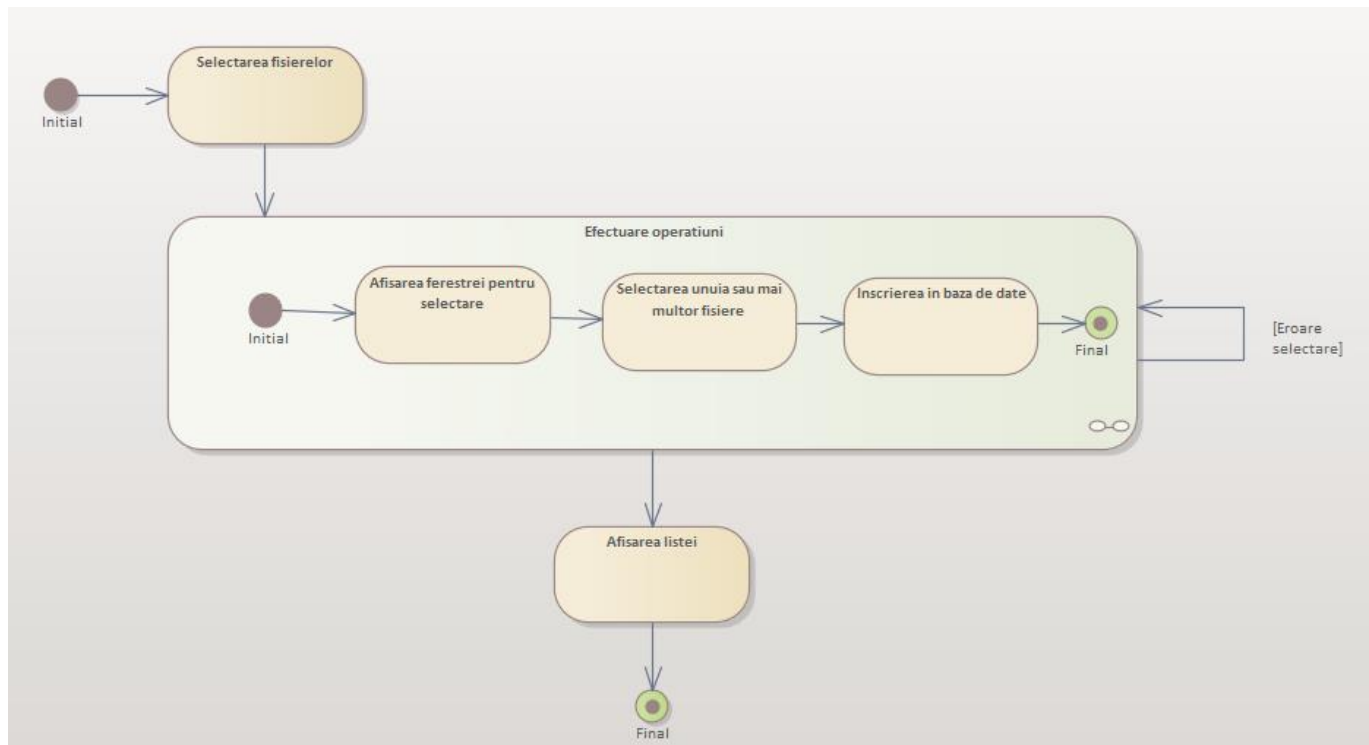 Selectarea fisierelor
Initial
Efectuare operatiuni
Afisarea ferestrei pentru
selectare
Selectarea unuia sau mai
multor fisiere
Inscrierea in baza de date
Initial
Final
[Eroare
selectare]
Afisarea listei
Final